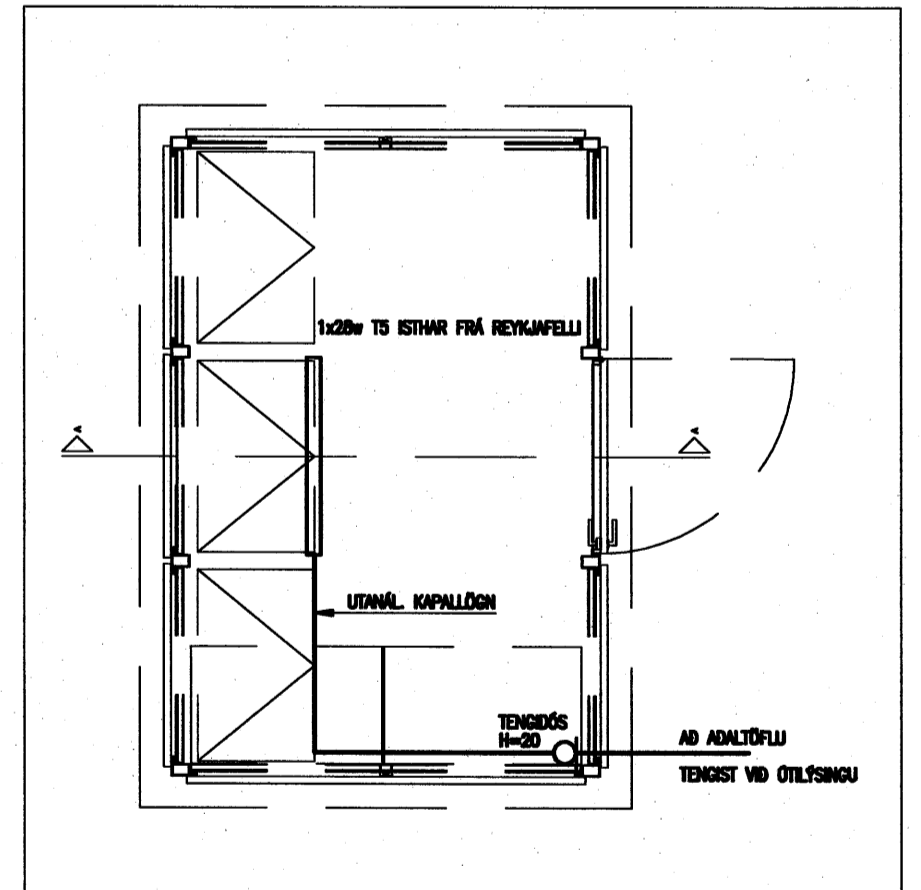 1x28w T5 ISTHAR FRÁ REYKJAFELLI
A
A
UTANÁL. KAPALLÖGN
TENGIDÓS
H=20
AÐ AÐALTÖFLU
TENGIST VIÐ ÚTILÝSINGU